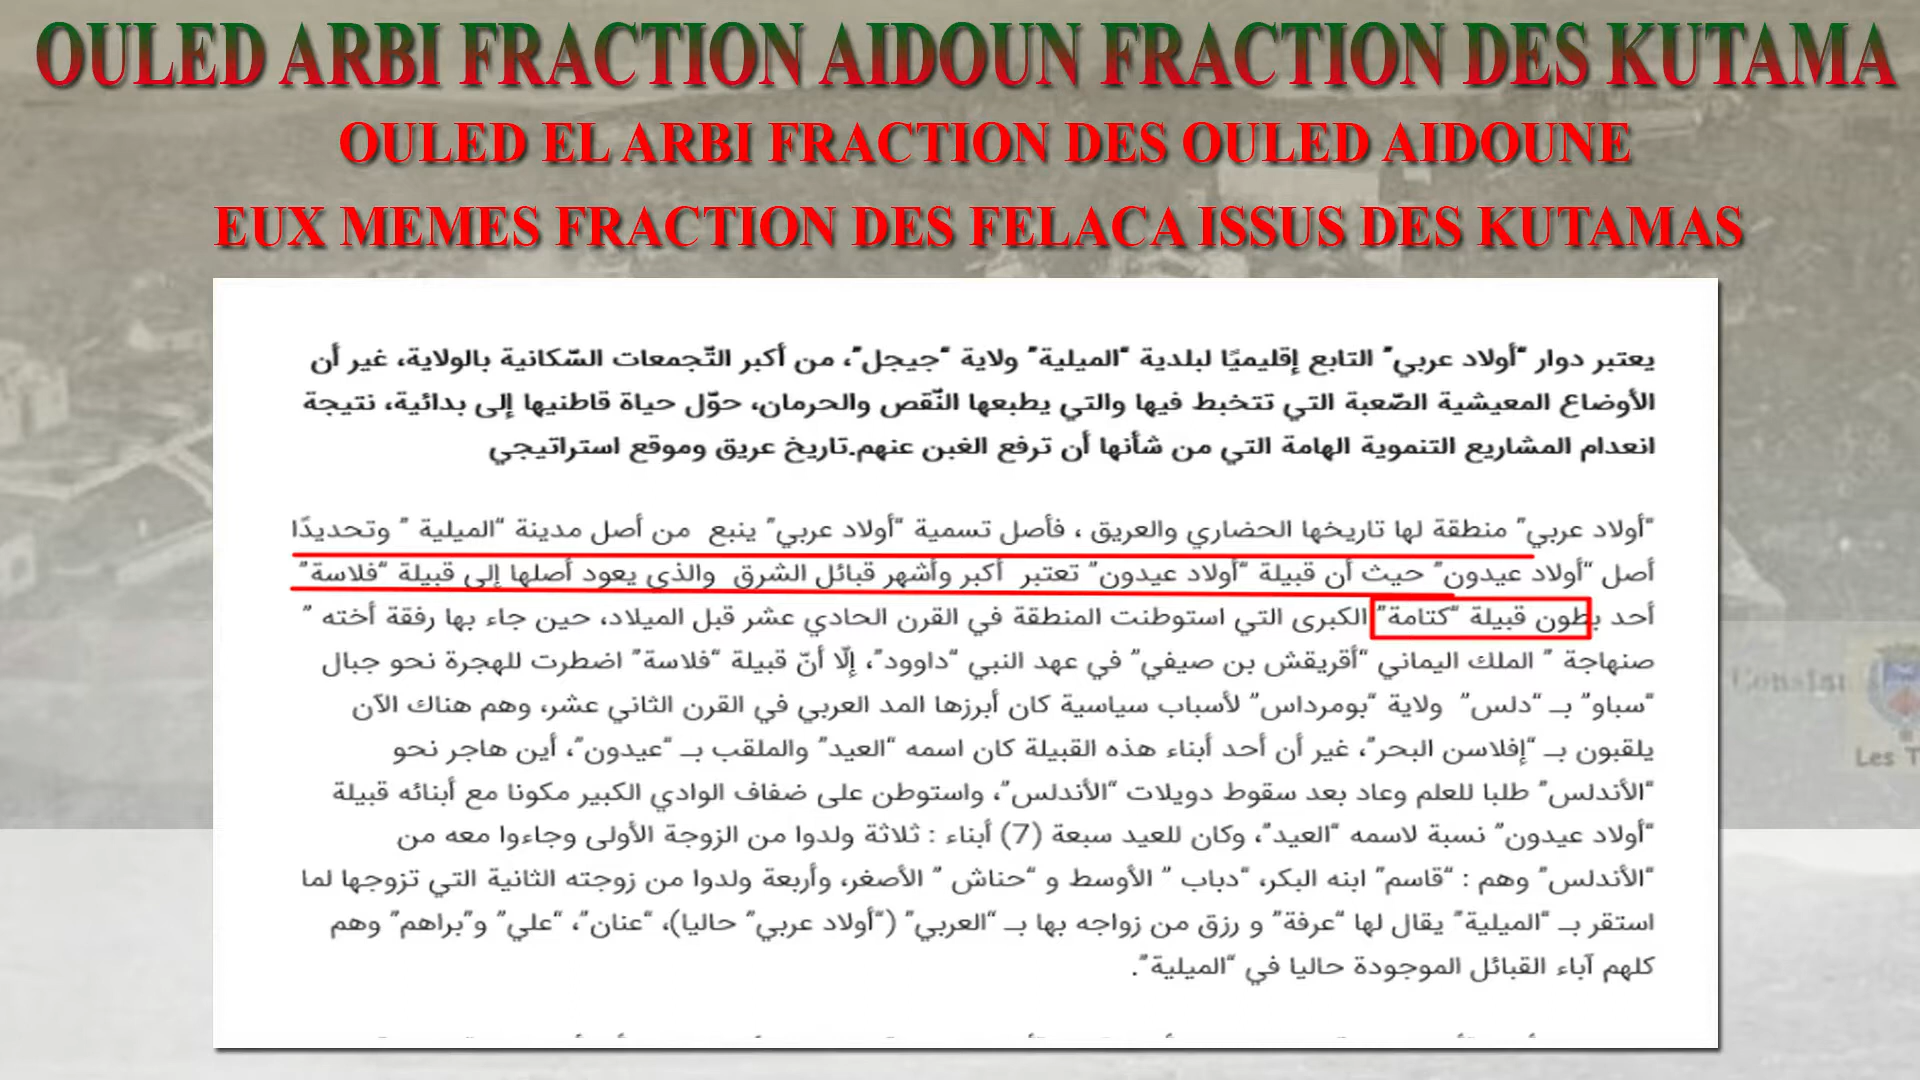 OULED ARBI FRACTION AIDOUN FRACTION DES KUTAMA
OULED EL ARBI FRACTION DES OULED AIDOUNE
EUX MEMES FRACTION DES FELACA ISSUS DES KUTAMAS
يعتبر دوار “أولاد عربي” التابع إقليميًا لبلدية “الميلية” ولاية “جيجل”، من أكبر التّجمعات السّكانية بالولاية، غير أن
الأوضاع المعيشية الصّعبة التي تتخبط فيها والتي يطبعها النّقص والحرمان، حوّل حياة قاطنيها إلى بدائية، نتيجة
انعدام المشاريع التنموية الهامة التي من شأنها أن ترفع الغبن عنهم.تاريخ عريق وموقع استراتيجي
“أولاد عربي” منطقة لها تاريخها الحضاري والعريق ، فأصل تسمية “أولاد عربي” ينبع من أصل مدينة “الميلية ” وتحديدًا
أصل “أولاد عيدون” حيث أن قبيلة “أولاد عيدون” تعتبر أكبر وأشهر قبائل الشرق والذي يعود أصلها إلى قبيلة “فلاسة”
أحد بطون قبيلة “كتامة” الكبرى التي استوطنت المنطقة في القرن الحادي عشر قبل الميلاد، حين جاء بها رفقة أخته ”
صنهاجة ” الملك اليماني “أفريقش بن صيفي” في عهد النبي “داوود”، إلّا أنّ قبيلة “فلاسة” اضطرت للهجرة نحو جبال
“سباو” بـ “دلس” ولاية “بومرداس” لأسباب سياسية كان أبرزها المد العربي في القرن الثاني عشر، وهم هناك الآن
يلقبون بـ “إفلاسن البحر”، غير أن أحد أبناء هذه القبيلة كان اسمه “العيد” والملقب بـ “عيدون”، أين هاجر نحو
“الأندلس” طلبا للعلم وعاد بعد سقوط دويلات “الأندلس”، واستوطن على ضفاف الوادي الكبير مكونا مع أبنائه قبيلة
“أولاد عيدون” نسبة لاسمه “العيد”، وكان للعيد سبعة (7) أبناء : ثلاثة ولدوا من الزوجة الأولى وجاءوا معه من
“الأندلس” وهم : “قاسم” ابنه البكر، “دباب ” الأوسط و “حناش ” الأصغر، وأربعة ولدوا من زوجته الثانية التي تزوجها لما
استقر بـ “الميلية” يقال لها “عرفة” و رزق من زواجه بها بـ “العربي” (“أولاد عربي” حاليا)، “عنان”، “علي” و”براهم” وهم
كلهم آباء القبائل الموجودة حاليا في “الميلية”.
Les T